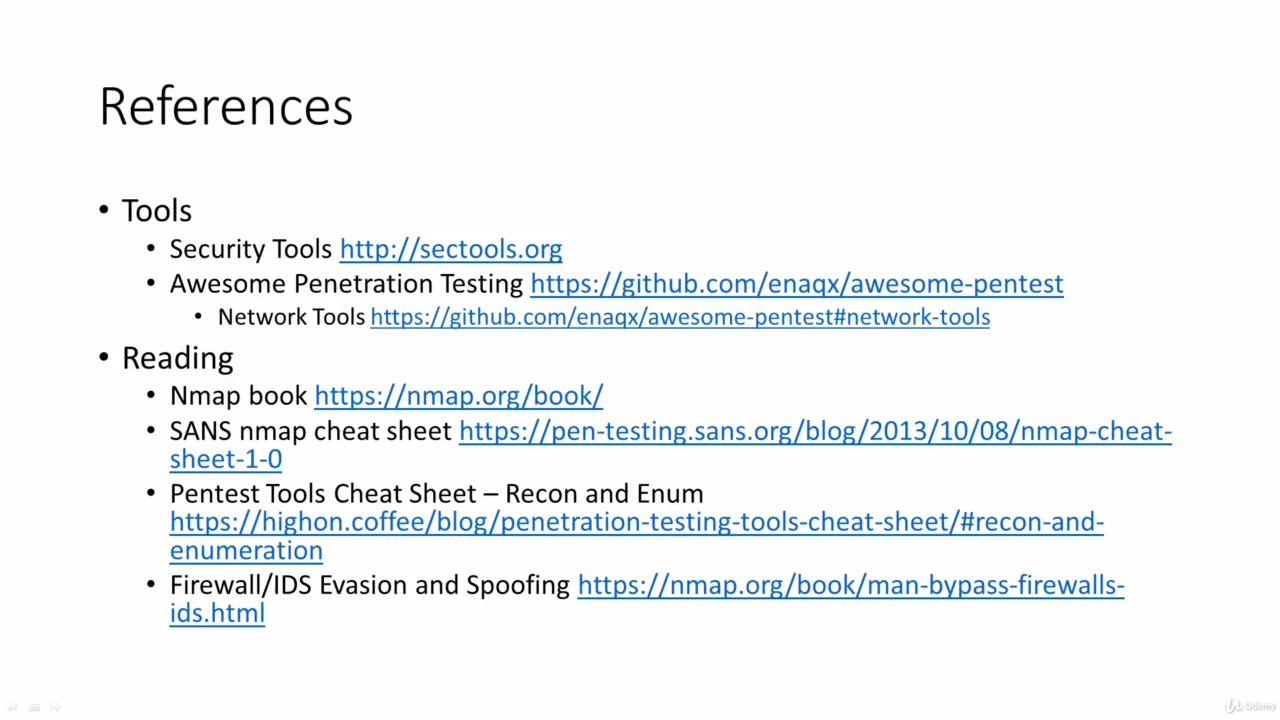 References
• Tools
• Security Tools http://sectools.org
• Awesome Penetration Testing https://github.com/enaqx/awesome-pentest
• Network Tools https://github.com/enaqx/awesome-pentest#network-tools
• Reading
• Nmap book https://nmap.org/book/
• SANS nmap cheat sheet https://pen-testing.sans.org/blog/2013/10/08/nmap-cheat-
sheet-1-0
• Pentest Tools Cheat Sheet – Recon and Enum
https://highon.coffee/blog/penetration-testing-tools-cheat-sheet/#recon-and-
enumeration
• Firewall/IDS Evasion and Spoofing https://nmap.org/book/man-bypass-firewalls-
ids.html
Udemy